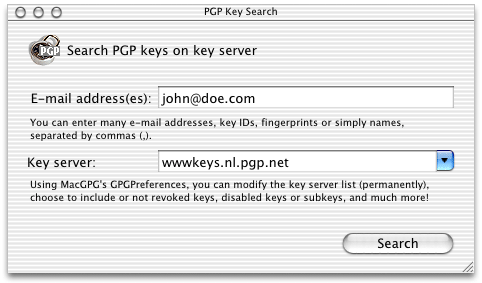 PGP Key Search
PGP
Search PGP keys on key server
E-mail address(es): john@doe.com
You can enter many e-mail addresses, key IDs, fingerprints or simply names,
separated by commas (,).
Key server: wwwkeys.nl.pgp.net
Using MacGPG's GPGPreferences, you can modify the key server list (permanently),
choose to include or not revoked keys, disabled keys or subkeys, and much more!
Search